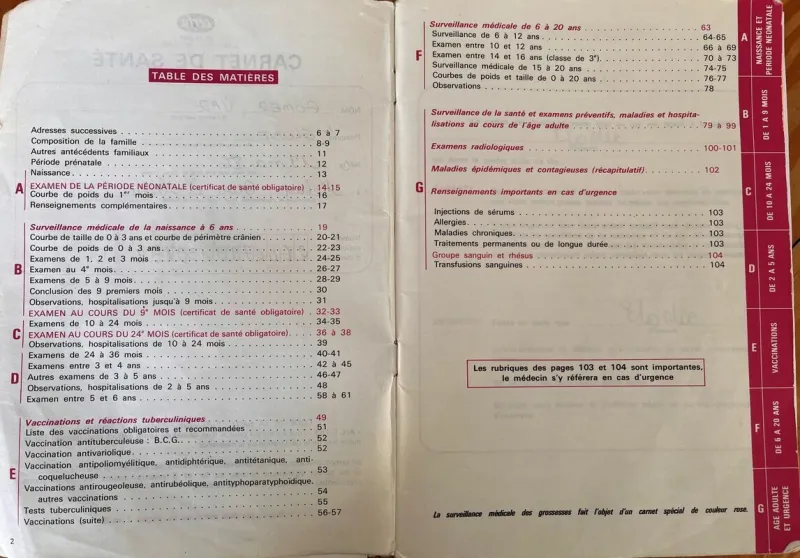 TABLE DES MATIÈRES
Adresses successives 6 à 7
Composition de la famille 8-9
Autres antécédents familiaux 11
Période prénatale 12
Naissance 13
A
EXAMEN DE LA PÉRIODE NÉONATALE (certificat de santé obligatoire) 14-15
Courbe de poids du 1er mois 16
Renseignements complémentaires 17
Surveillance médicale de la naissance à 6 ans 19
Courbe de taille de 0 à 3 ans et courbe de périmètre crânien 20-21
Courbe de poids de 0 à 3 ans 22-23
Examens de 1, 2 et 3 mois 24-25
B
Examen au 4e mois 26-27
Examens de 5 à 9 mois 28-29
Conclusion des 9 premiers mois 30
Observations, hospitalisations jusqu'à 9 mois 31
EXAMEN AU COURS DU 9e MOIS (certificat de santé obligatoire) 32-33
Examens de 10 à 24 mois 34-35
C
EXAMEN AU COURS DU 24e MOIS (certificat de santé obligatoire) 36 à 38
Observations, hospitalisations de 10 à 24 mois 39
Examens de 24 à 36 mois 40-41
Examens entre 3 et 4 ans 42 à 45
D
Autres examens de 3 à 5 ans 46-47
Observations, hospitalisations de 2 à 5 ans 48
Examen entre 5 et 6 ans 58 à 61
Vaccinations et réactions tuberculiniques 49
Liste des vaccinations obligatoires et recommandées 51
Vaccination antituberculeuse : B.C.G. 52
Vaccination antivariolique 52
E
Vaccination antipoliomyélitique, antidiphtérique, antitétanique, anti-
coquelucheuse 53
Vaccinations antirougeoleuse, antirubéolique, antityphoparatyphoïdique,
autres vaccinations 54
Tests tuberculiniques 55
Vaccinations (suite) 56-57
2
Surveillance médicale de 6 à 20 ans 63
Surveillance de 6 à 12 ans 64-65
Examen entre 10 et 12 ans 66 à 69
F
Examen entre 14 et 16 ans (classe de 3e) 70 à 73
Surveillance médicale de 15 à 20 ans 74-75
Courbes de poids et taille de 0 à 20 ans 76-77
Observations 78
Surveillance de la santé et examens préventifs, maladies et hospita-
lisations au cours de l'âge adulte 79 à 99
Examens radiologiques 100-101
Maladies épidémiques et contagieuses (récapitulatif) 102
G
Renseignements importants en cas d'urgence
Injections de sérums 103
Allergies 103
Maladies chroniques 103
Traitements permanents ou de longue durée 103
Groupe sanguin et rhésus 104
Transfusions sanguines 104
Les rubriques des pages 103 et 104 sont importantes,
le médecin s'y référera en cas d'urgence
La surveillance médicale des grossesses fait l'objet d'un carnet spécial de couleur rose.
A
NAISSANCE ET
PÉRIODE NÉONATALE
B
DE 1 A 9 MOIS
C
DE 10 A 24 MOIS
D
DE 2 A 5 ANS
E
VACCINATIONS
F
DE 6 A 20 ANS
G
AGE ADULTE
ET URGENCE